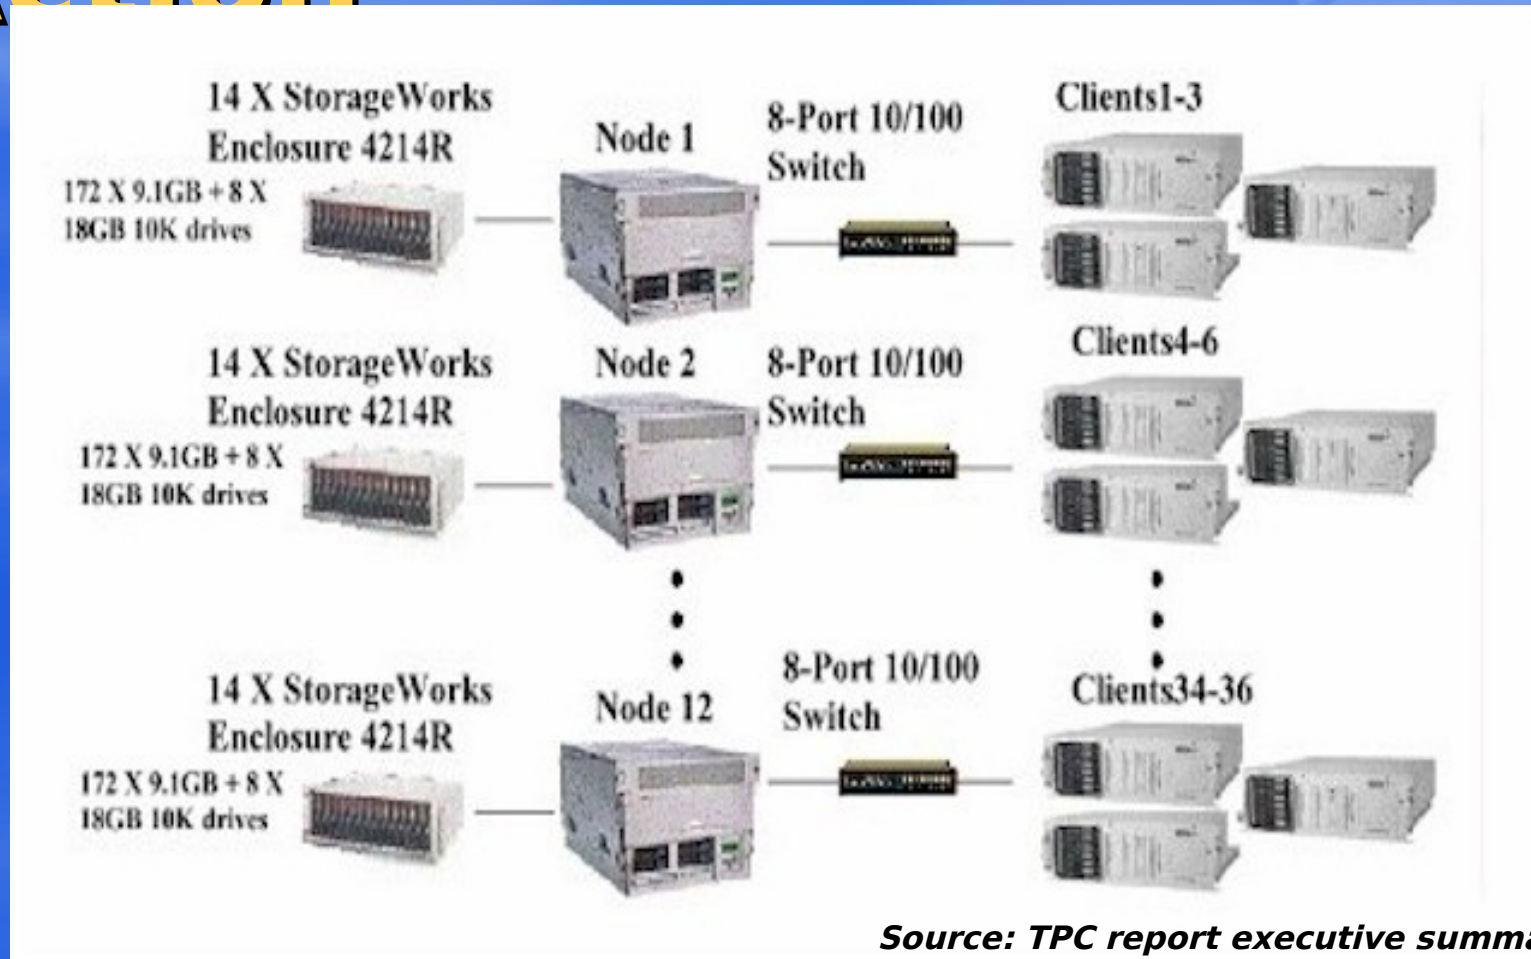 14 X StorageWorks
Enclosure 4214R
172 X 9.1GB + 8 X
18GB 10K drives
Node 1
8-Port 10/100
Switch
Clients1-3
14 X StorageWorks
Enclosure 4214R
172 X 9.1GB + 8 X
18GB 10K drives
Node 2
8-Port 10/100
Switch
Clients4-6
14 X StorageWorks
Enclosure 4214R
172 X 9.1GB + 8 X
18GB 10K drives
Node 12
8-Port 10/100
Switch
Clients34-36
Source: TPC report executive summa